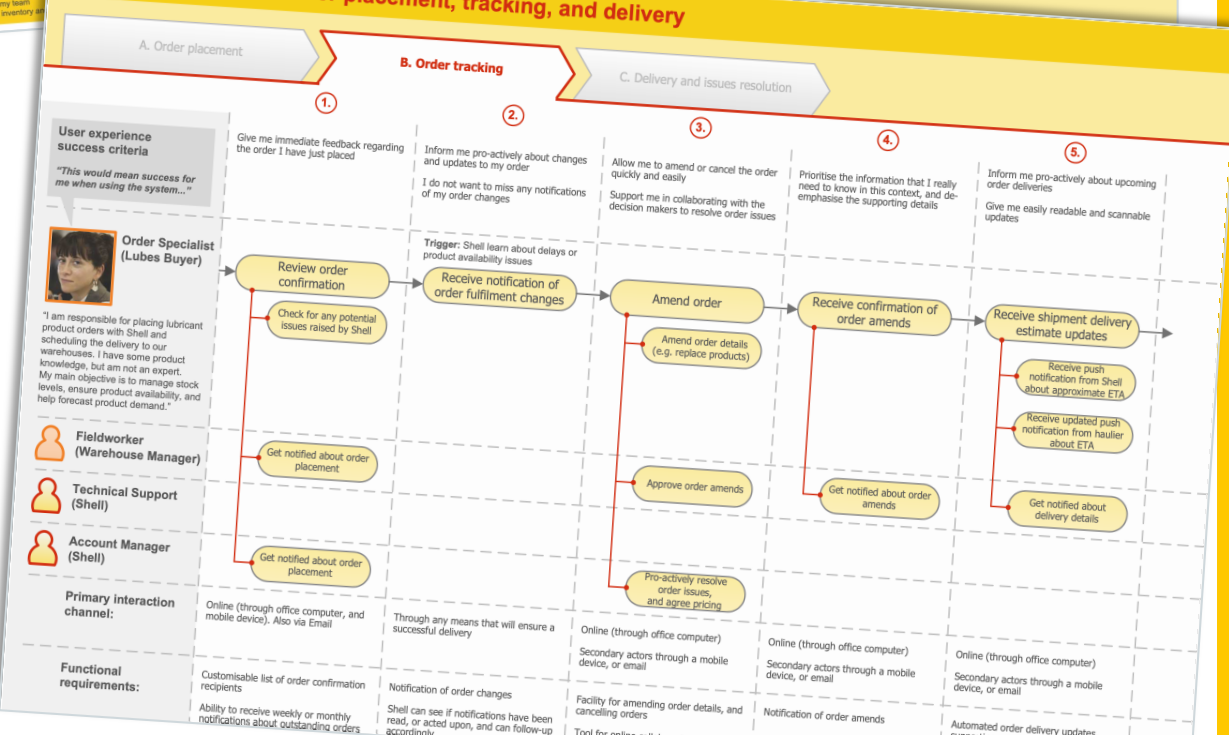 my team
inventory an
placement, tracking, and delivery
A. Order placement
B. Order tracking
C. Delivery and issues resolution
1.
2.
3.
4.
5.
User experience
success criteria
"This would mean success for
me when using the system..."
Give me immediate feedback regarding
the order I have just placed
Inform me pro-actively about changes
and updates to my order
I do not want to miss any notifications
of my order changes
Allow me to amend or cancel the order
quickly and easily
Support me in collaborating with the
decision makers to resolve order issues
Prioritise the information that I really
need to know in this context, and de-
emphasise the supporting details
Inform me pro-actively about upcoming
order deliveries
Give me easily readable and scannable
updates
Order Specialist
(Lubes Buyer)
"I am responsible for placing lubricant
product orders with Shell and
scheduling the delivery to our
warehouses. I have some product
knowledge, but am not an expert.
My main objective is to manage stock
levels, ensure product availability, and
help forecast product demand."
Review order
confirmation
Check for any potential
issues raised by Shell
Trigger: Shell learn about delays or
product availability issues
Receive notification of
order fulfilment changes
Amend order
Amend order details
(e.g. replace products)
Receive confirmation of
order amends
Receive shipment delivery
estimate updates
Receive push
notification from Shell
about approximate ETA
Receive updated push
notification from haulier
about ETA
Fieldworker
(Warehouse Manager)
Get notified about order
placement
Approve order amends
Get notified about order
amends
Get notified about
delivery details
Technical Support
(Shell)
Account Manager
(Shell)
Get notified about order
placement
Pro-actively resolve
order issues,
and agree pricing
Primary interaction
channel:
Online (through office computer, and
mobile device). Also via Email
Through any means that will ensure a
successful delivery
Online (through office computer)
Secondary actors through a mobile
device, or email
Online (through office computer)
Secondary actors through a mobile
device, or email
Online (through office computer)
Secondary actors through a mobile
device, or email
Functional
requirements:
Customisable list of order confirmation
recipients
Ability to receive weekly or monthly
notifications about outstanding orders
Notification of order changes
Shell can see if notifications have been
read, or acted upon, and can follow-up
accordingly
Facility for amending order details, and
cancelling orders
Tool for online
Notification of order amends
Automated order delivery updates